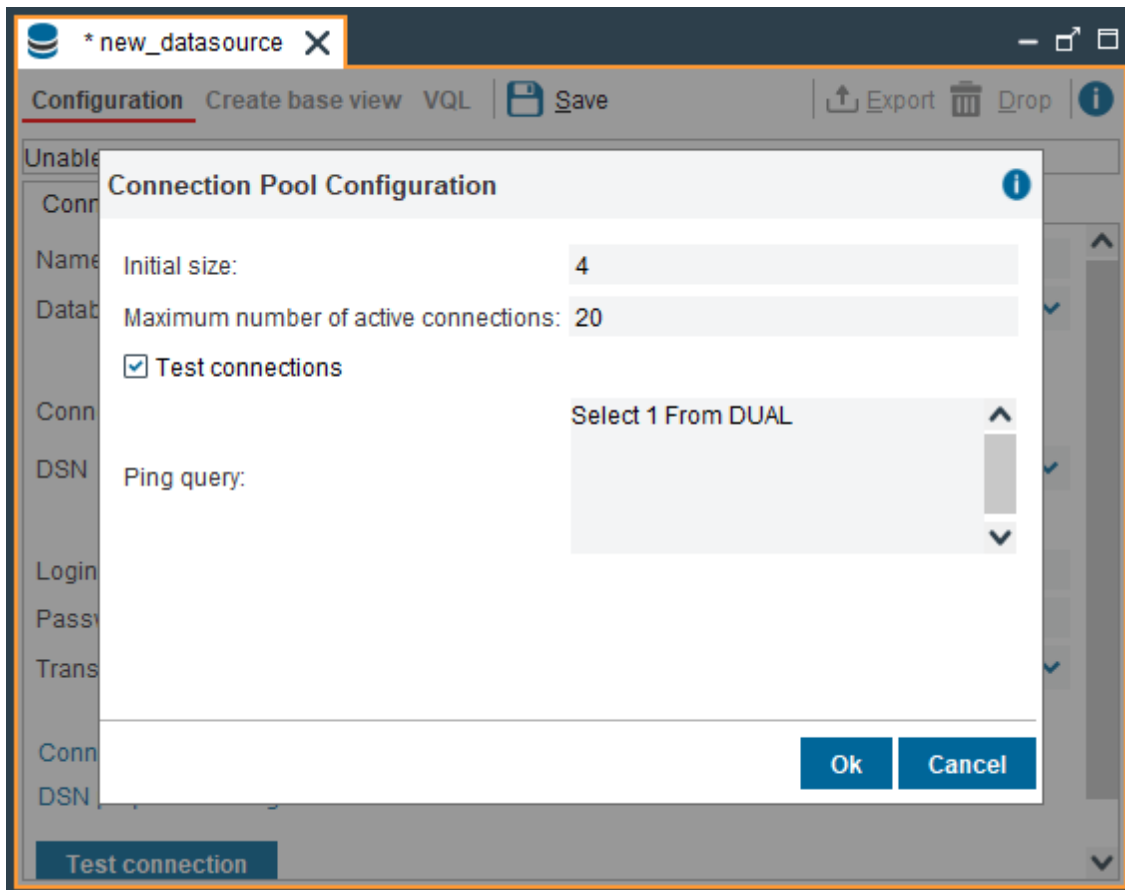 * new_datasource
Configuration Create base view VQL Save Export Drop
Unable
Connection Pool Configuration
Conn
Name
Initial size: 4
Datab
Maximum number of active connections: 20
Test connections
Conn
Select 1 From DUAL
DSN
Ping query:
Login
Passw
Trans
Conn
Ok Cancel
DSN
Test connection